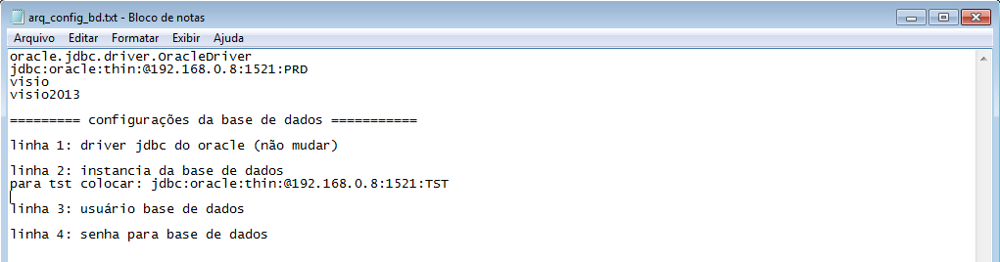 arq_config_bd.txt - Bloco de notas
Arquivo Editar Formatar Exibir Ajuda
oracle.jdbc.driver.OracleDriver
jdbc:oracle:thin:@192.168.0.8:1521:PRD
visio
visio2013
========= configurações da base de dados ===========
linha 1: driver jdbc do oracle (não mudar)
linha 2: instancia da base de dados
para tst colocar: jdbc:oracle:thin:@192.168.0.8:1521:TST
linha 3: usuário base de dados
linha 4: senha para base de dados